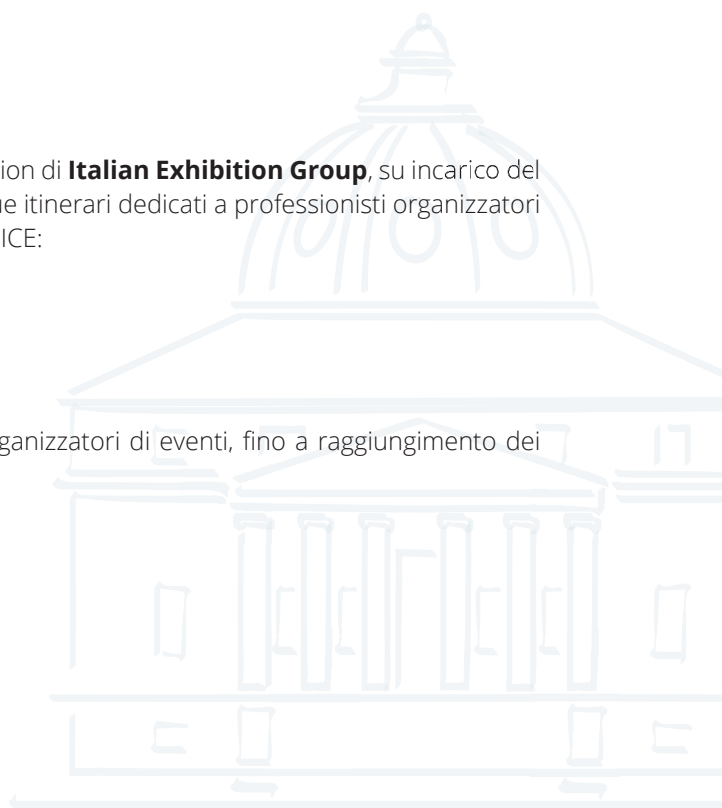 ion di Italian Exhibition Group, su incarico del
e itinerari dedicati a professionisti organizzatori
ICE:
ganizzatori di eventi, fino a raggiungimento dei